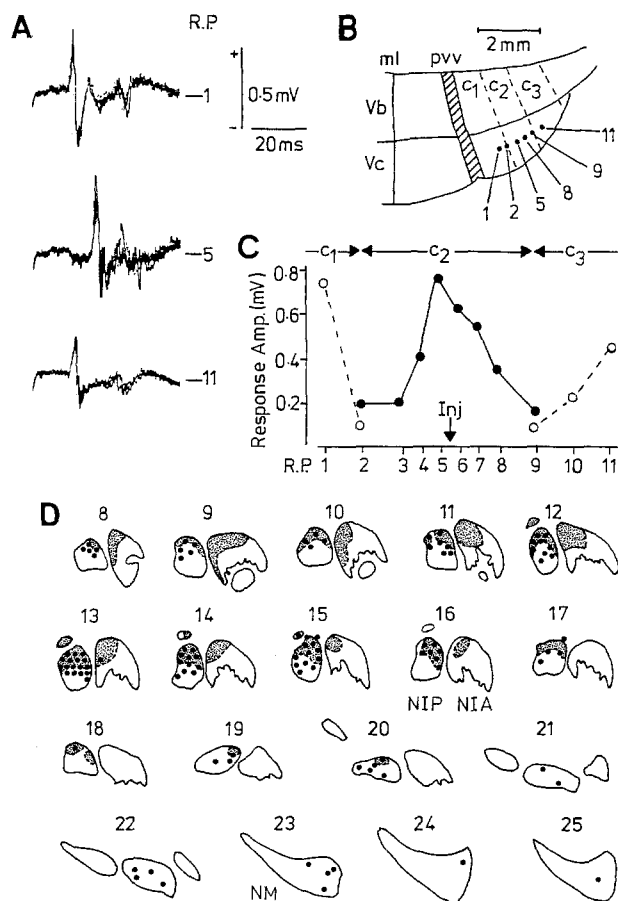 A
R.P.
+
0.5mV
−
20ms
1
5
11
B
2 mm
ml pvv
c1 c2 c3
Vb
c1
Vc
11
9
8
1 2 5
C
c1 c2 c3
Response Amp.(mV)
0.8
0.6
0.4
0.2
Inj
R.P. 1 2 3 4 5 6 7 8 9 10 11
D
8 9 10 11 12
13 14 15 16 17
NIP NIA
18 19 20 21
22 23 24 25
NM